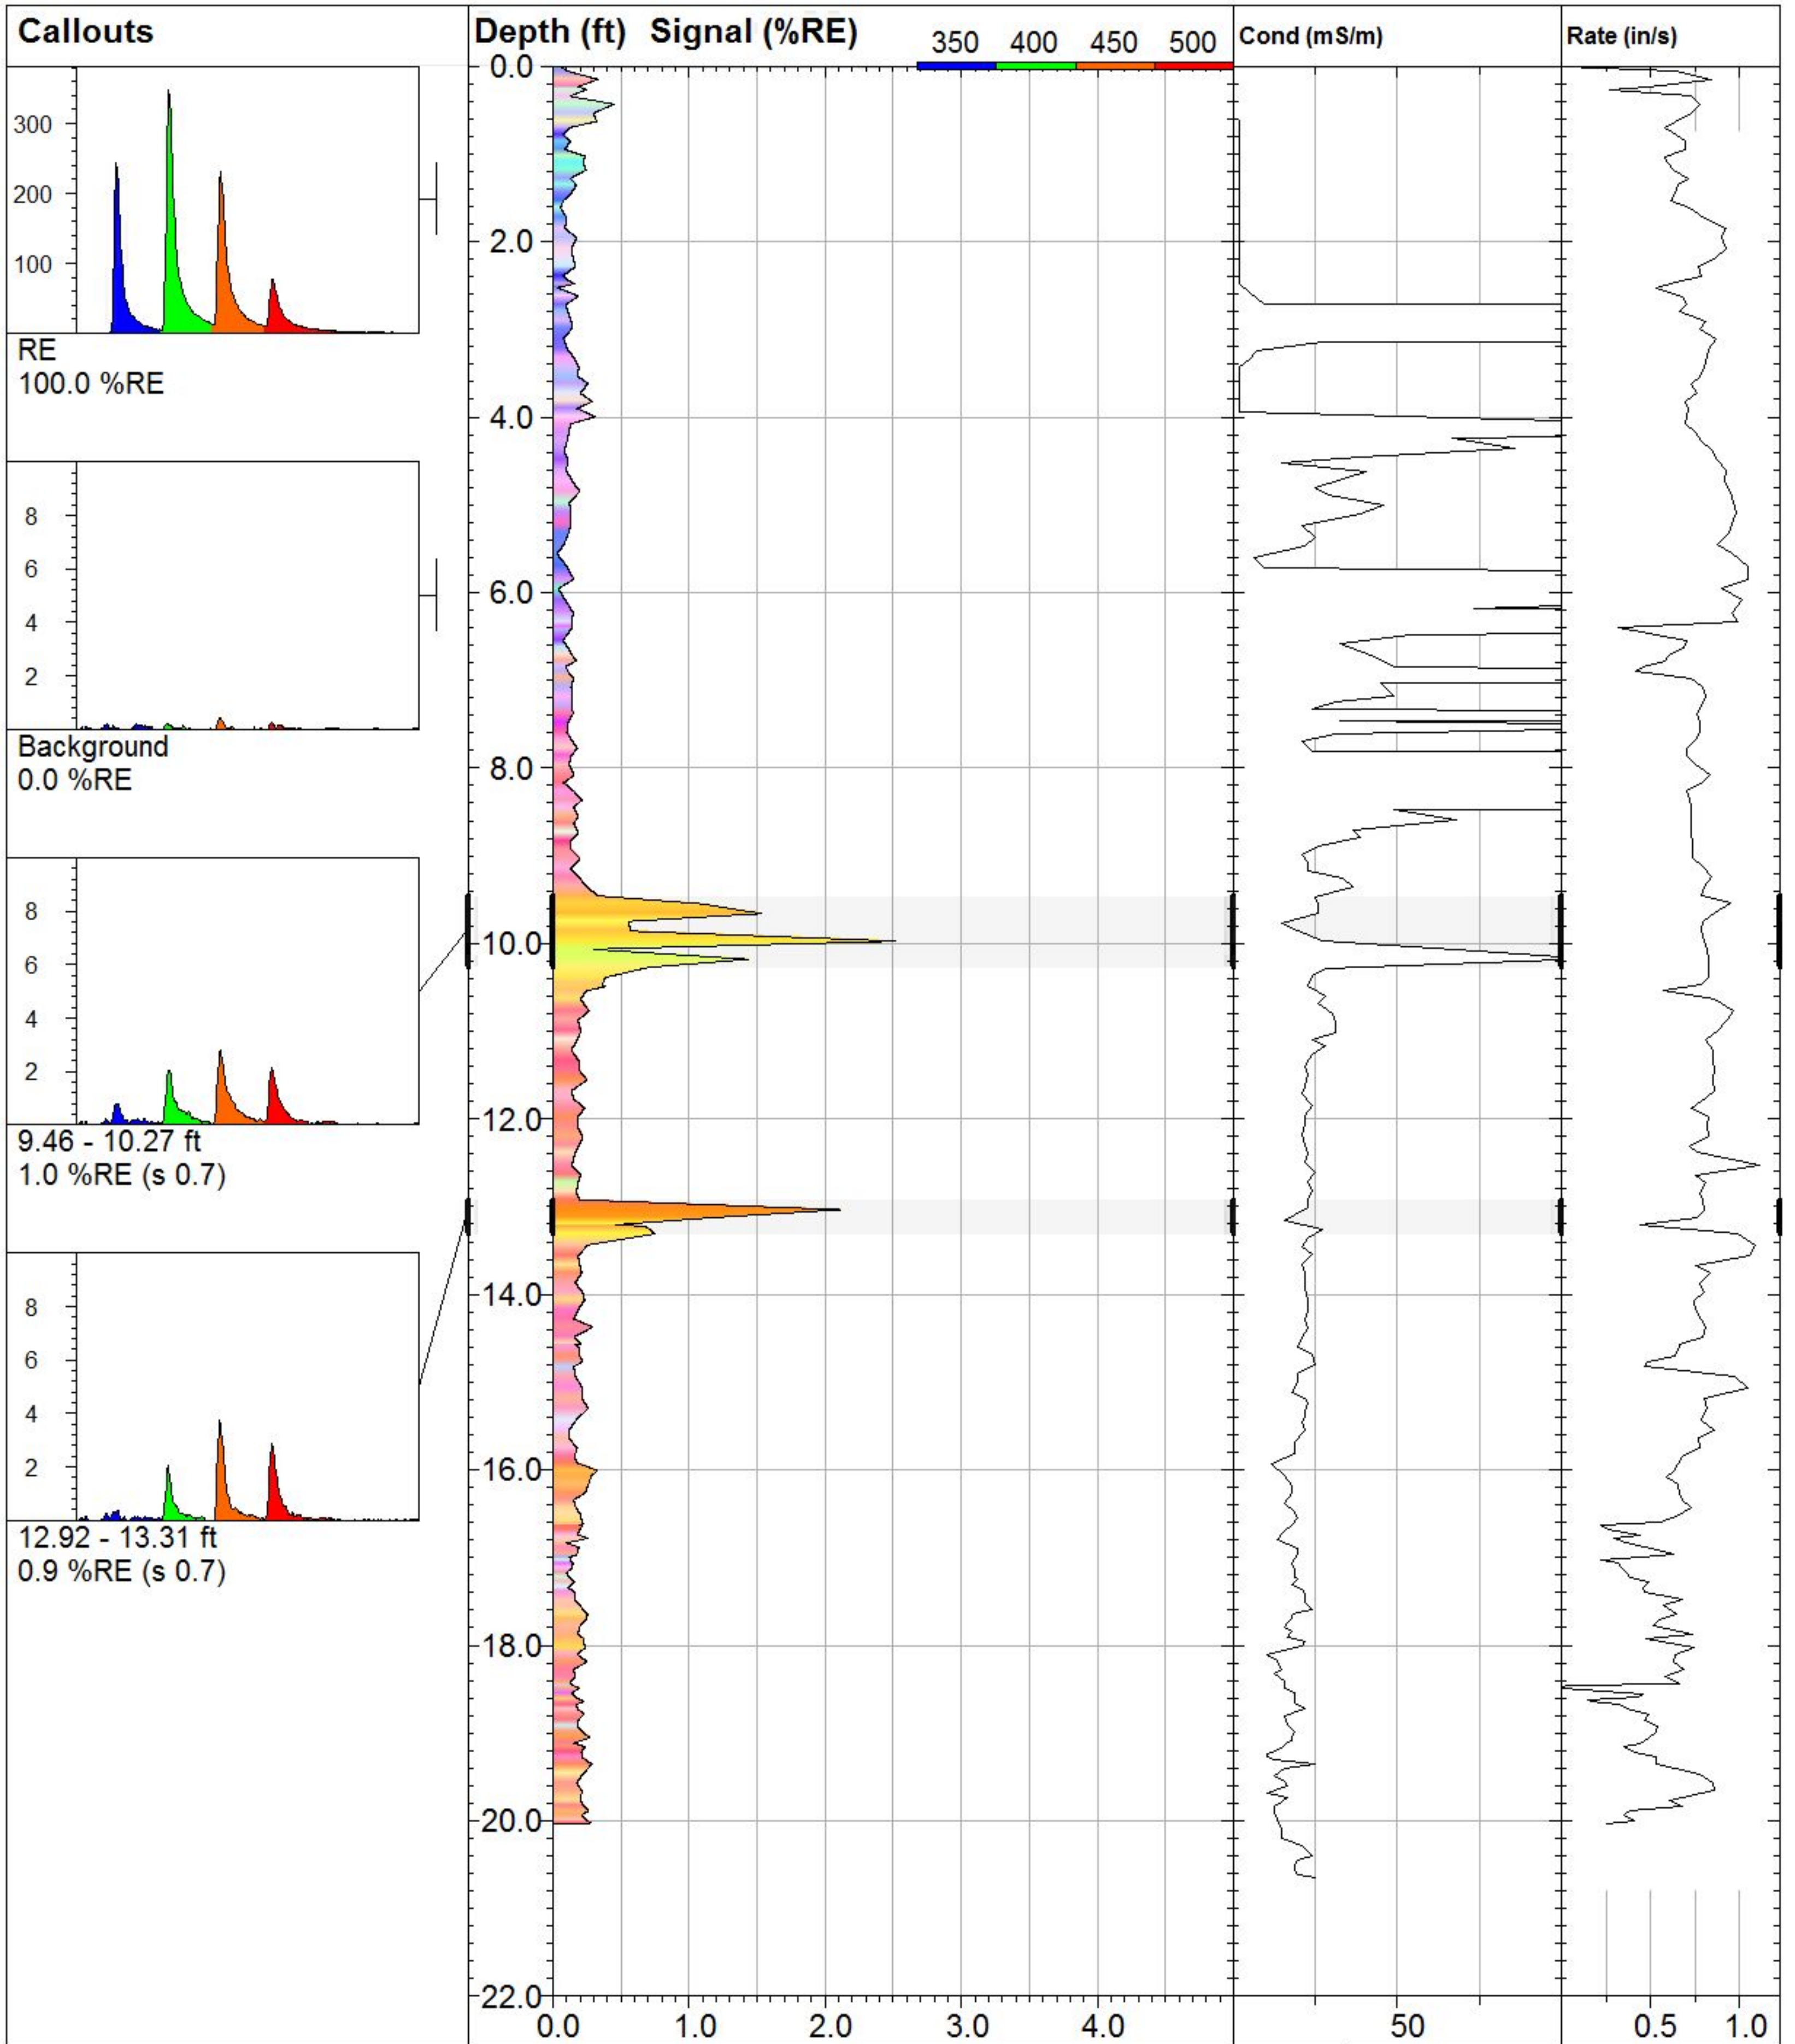 Callouts
Depth (ft) Signal (%RE)
350 400 450 500
Cond (mS/m)
Rate (in/s)
300
200
100
RE
100.0 %RE
8
6
4
2
Background
0.0 %RE
8
6
4
2
9.46 - 10.27 ft
1.0 %RE (s 0.7)
8
6
4
2
12.92 - 13.31 ft
0.9 %RE (s 0.7)
0.0
2.0
4.0
6.0
8.0
10.0
12.0
14.0
16.0
18.0
20.0
22.0
0.0 1.0 2.0 3.0 4.0
50
0.5 1.0